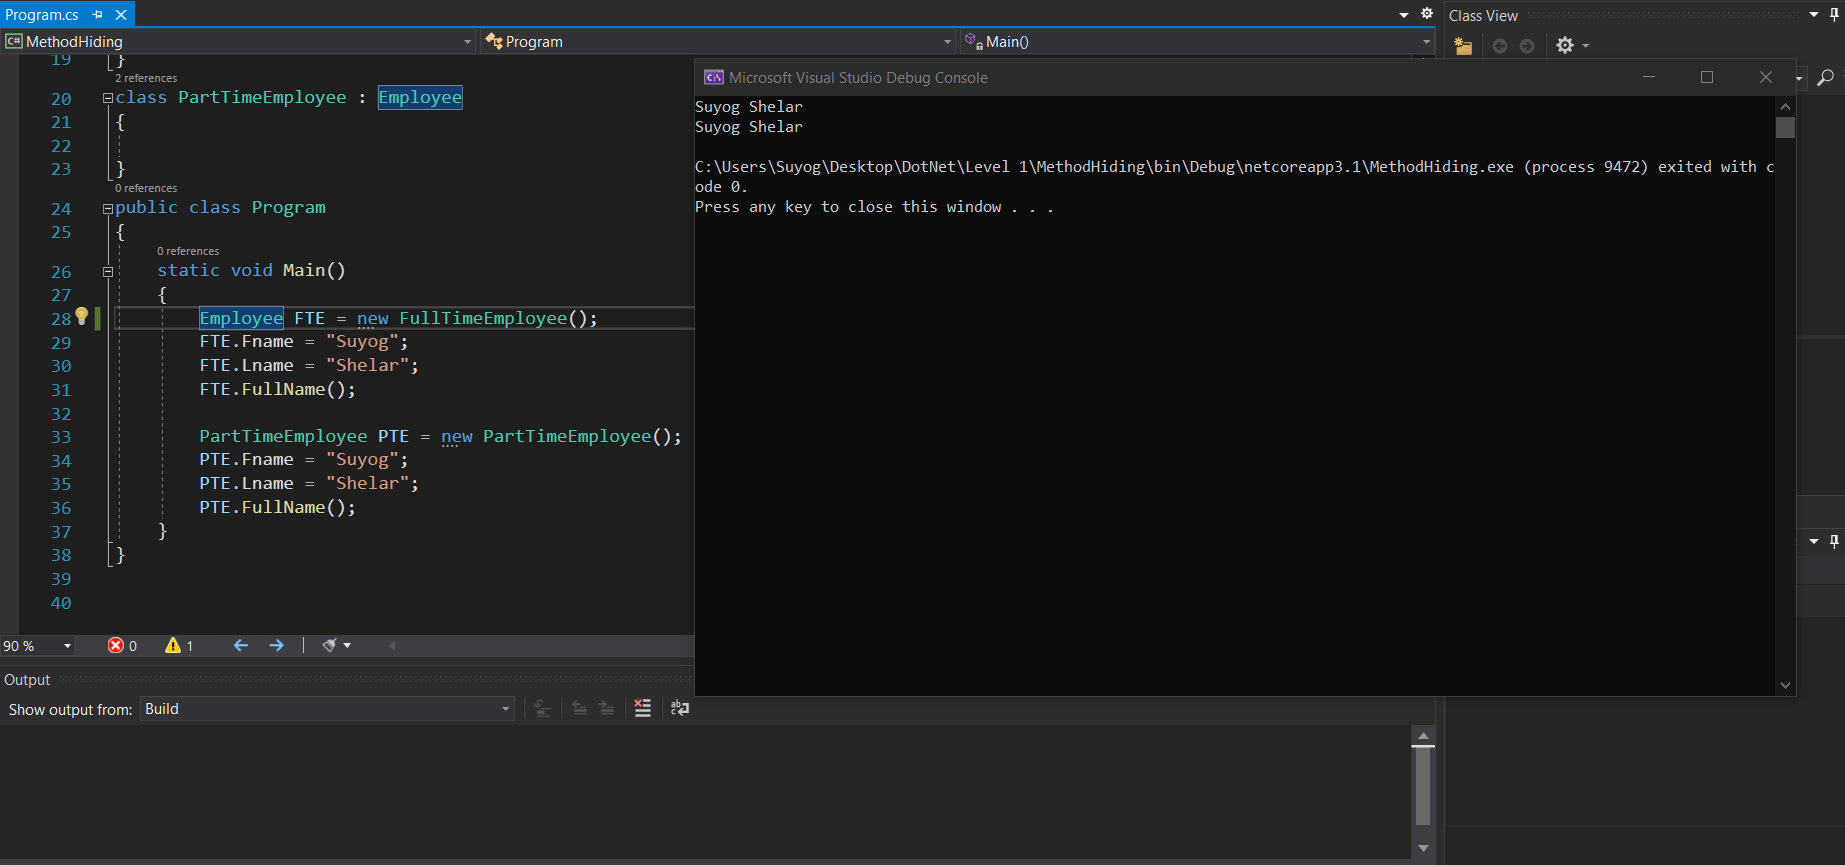 Program.cs
C# MethodHiding
Program
Main()
Class View
19 }
2 references
20 class PartTimeEmployee : Employee
21 {
22
23 }
0 references
24 public class Program
25 {
0 references
26 static void Main()
27 {
28 Employee FTE = new FullTimeEmployee();
29 FTE.Fname = "Suyog";
30 FTE.Lname = "Shelar";
31 FTE.FullName();
32
33 PartTimeEmployee PTE = new PartTimeEmployee();
34 PTE.Fname = "Suyog";
35 PTE.Lname = "Shelar";
36 PTE.FullName();
37 }
38 }
39
40
C:\ Microsoft Visual Studio Debug Console
Suyog Shelar
Suyog Shelar
C:\Users\Suyog\Desktop\DotNet\Level 1\MethodHiding\bin\Debug\netcoreapp3.1\MethodHiding.exe (process 9472) exited with c
ode 0.
Press any key to close this window . . .
90 % 0 1
Output
Show output from: Build